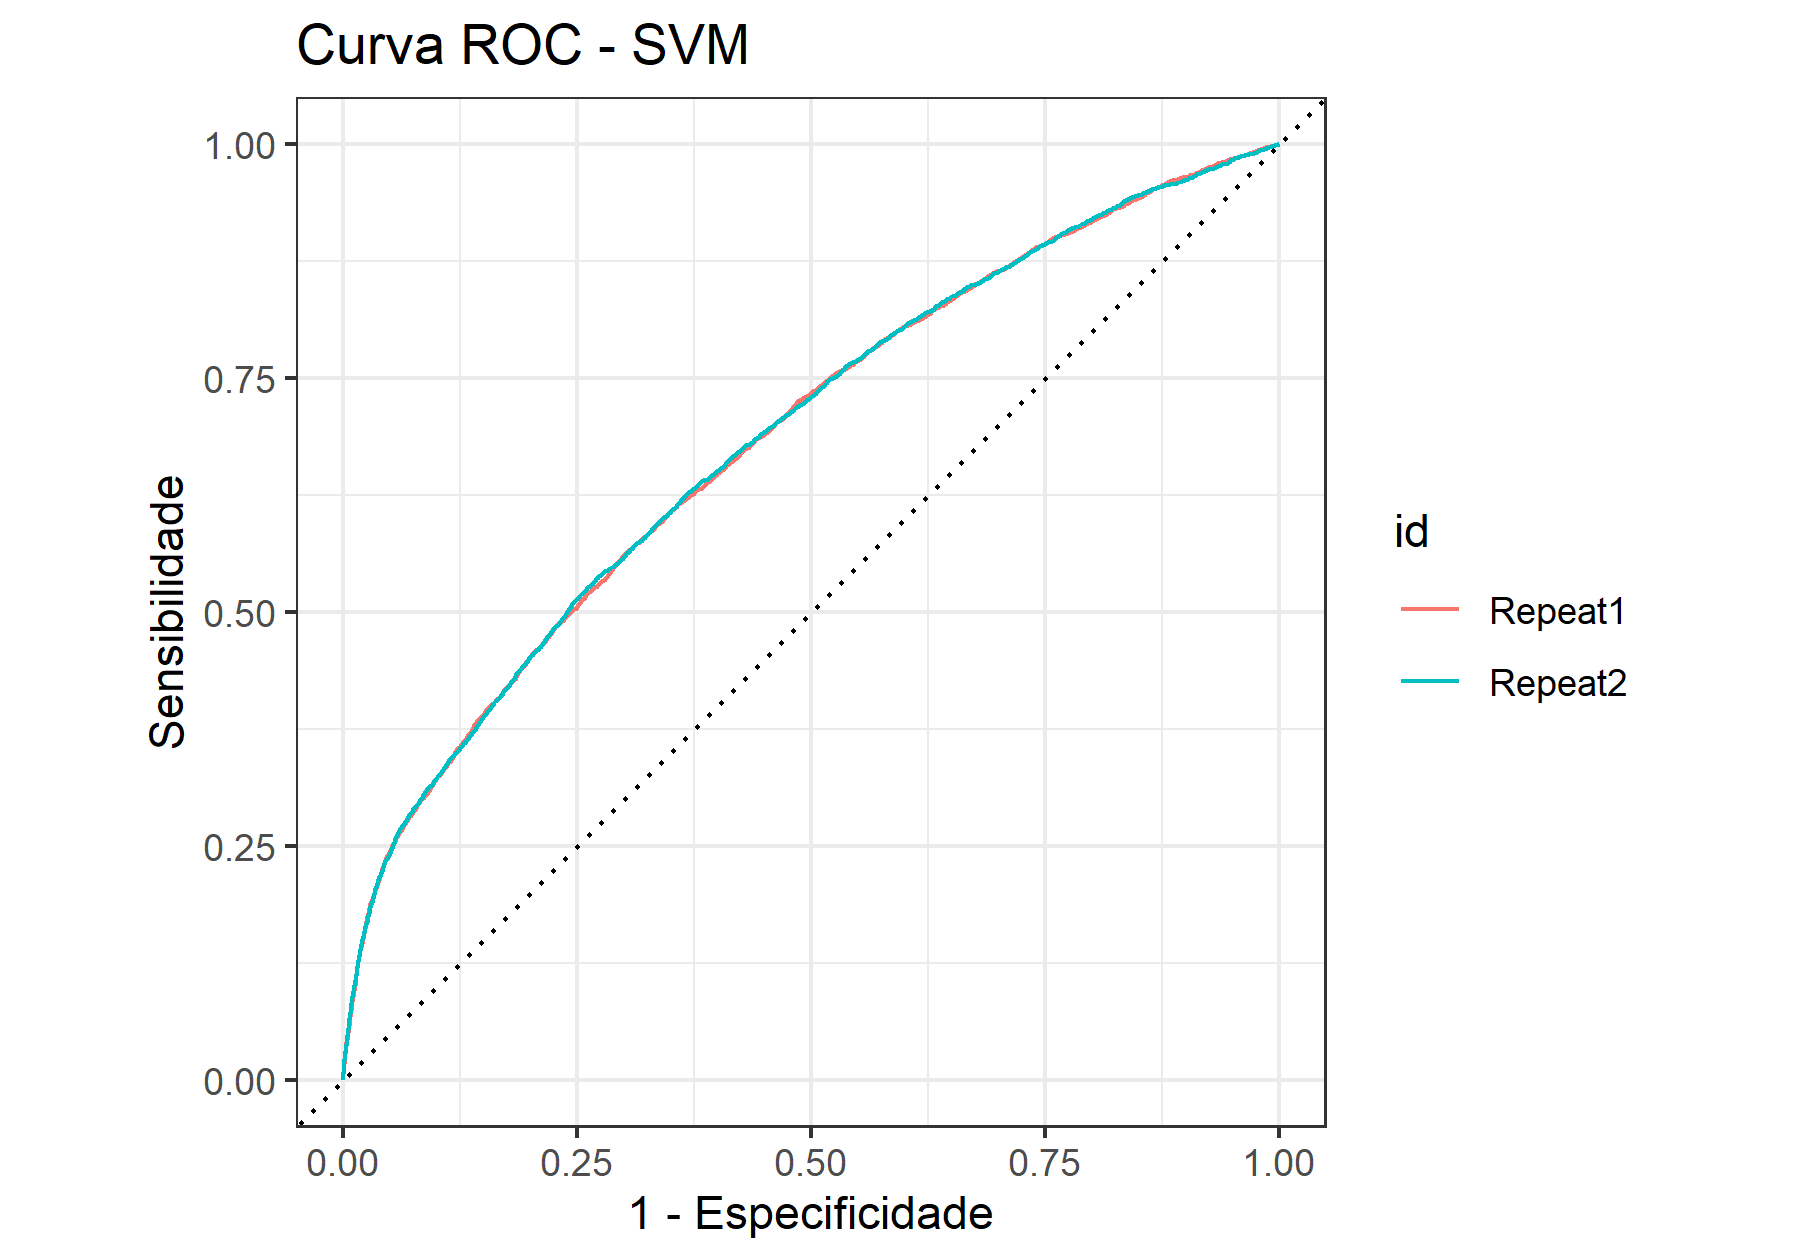 Curva ROC - SVM
1.00
0.75
0.50
0.25
0.00
Sensibilidade
0.00 0.25 0.50 0.75 1.00
1 - Especificidade
id
Repeat1
Repeat2